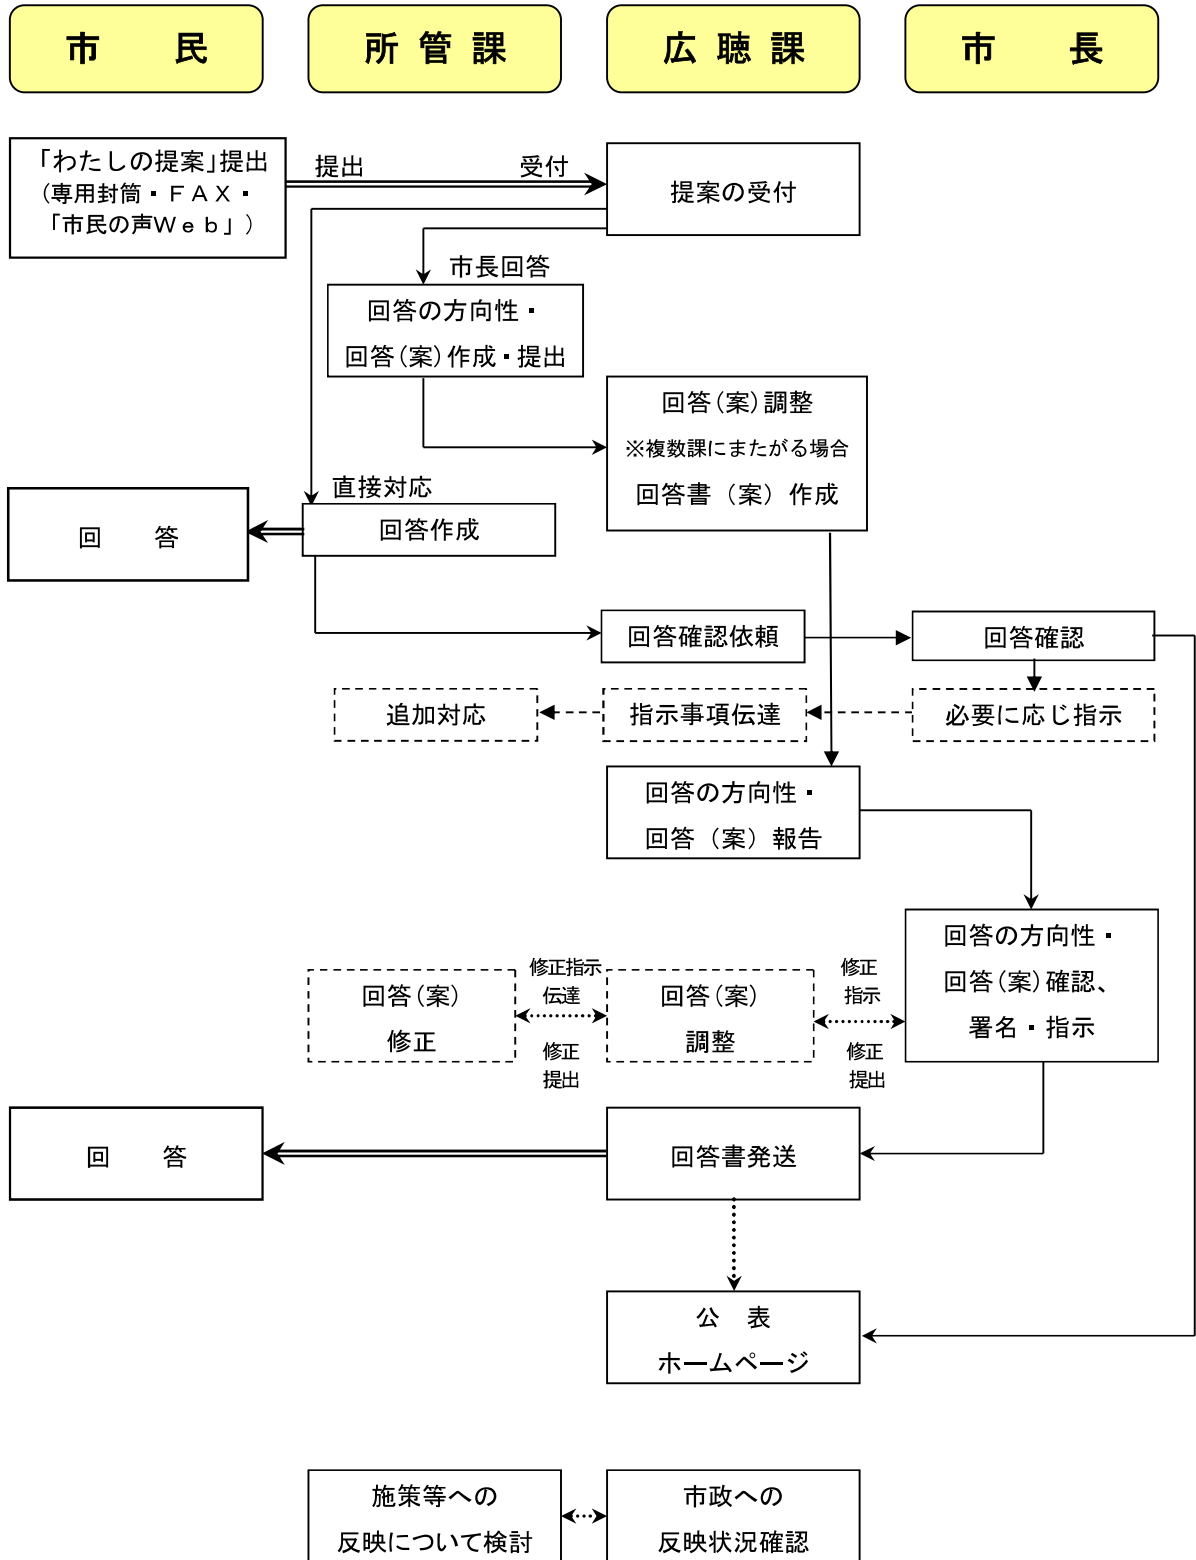 市　　民
所 管 課
広 聴 課
市　　長
「わたしの提案」提出
（専用封筒・ＦＡＸ・
「市民の声Ｗｅｂ」）
提出
受付
提案の受付
市長回答
回答の方向性・
回答（案）作成・提出
回答（案）調整
※複数課にまたがる場合
回答書（案）作成
直接対応
回答作成
回　　答
回答確認依頼
回答確認
追加対応
指示事項伝達
必要に応じ指示
回答の方向性・
回答（案）報告
回答の方向性・
回答（案）確認、
署名・指示
修正指示
伝達
修正
指示
回答（案）
修正
回答（案）
調整
修正
提出
修正
提出
回　　答
回答書発送
公　表
ホームページ
施策等への
反映について検討
市政への
反映状況確認